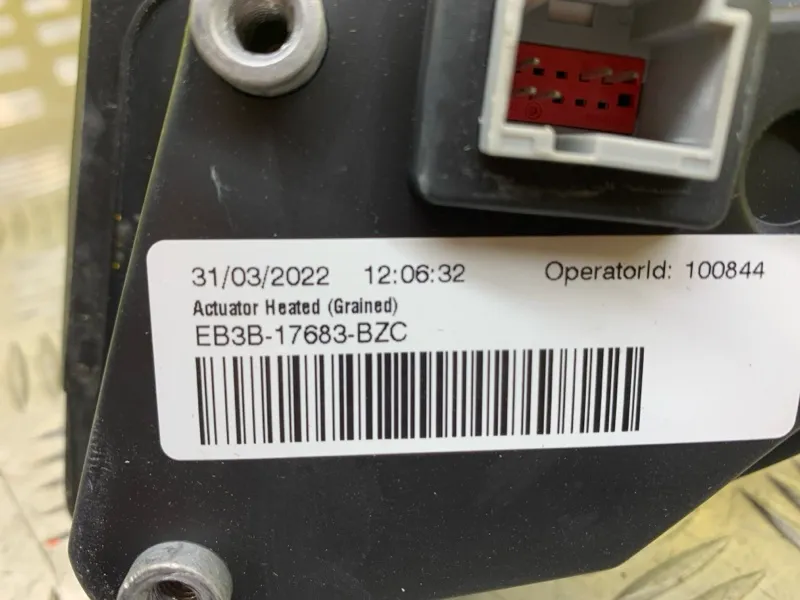 31/03/2022 12:06:32 OperatorId: 100844
Actuator Heated (Grained)
EB3B-17683-BZC